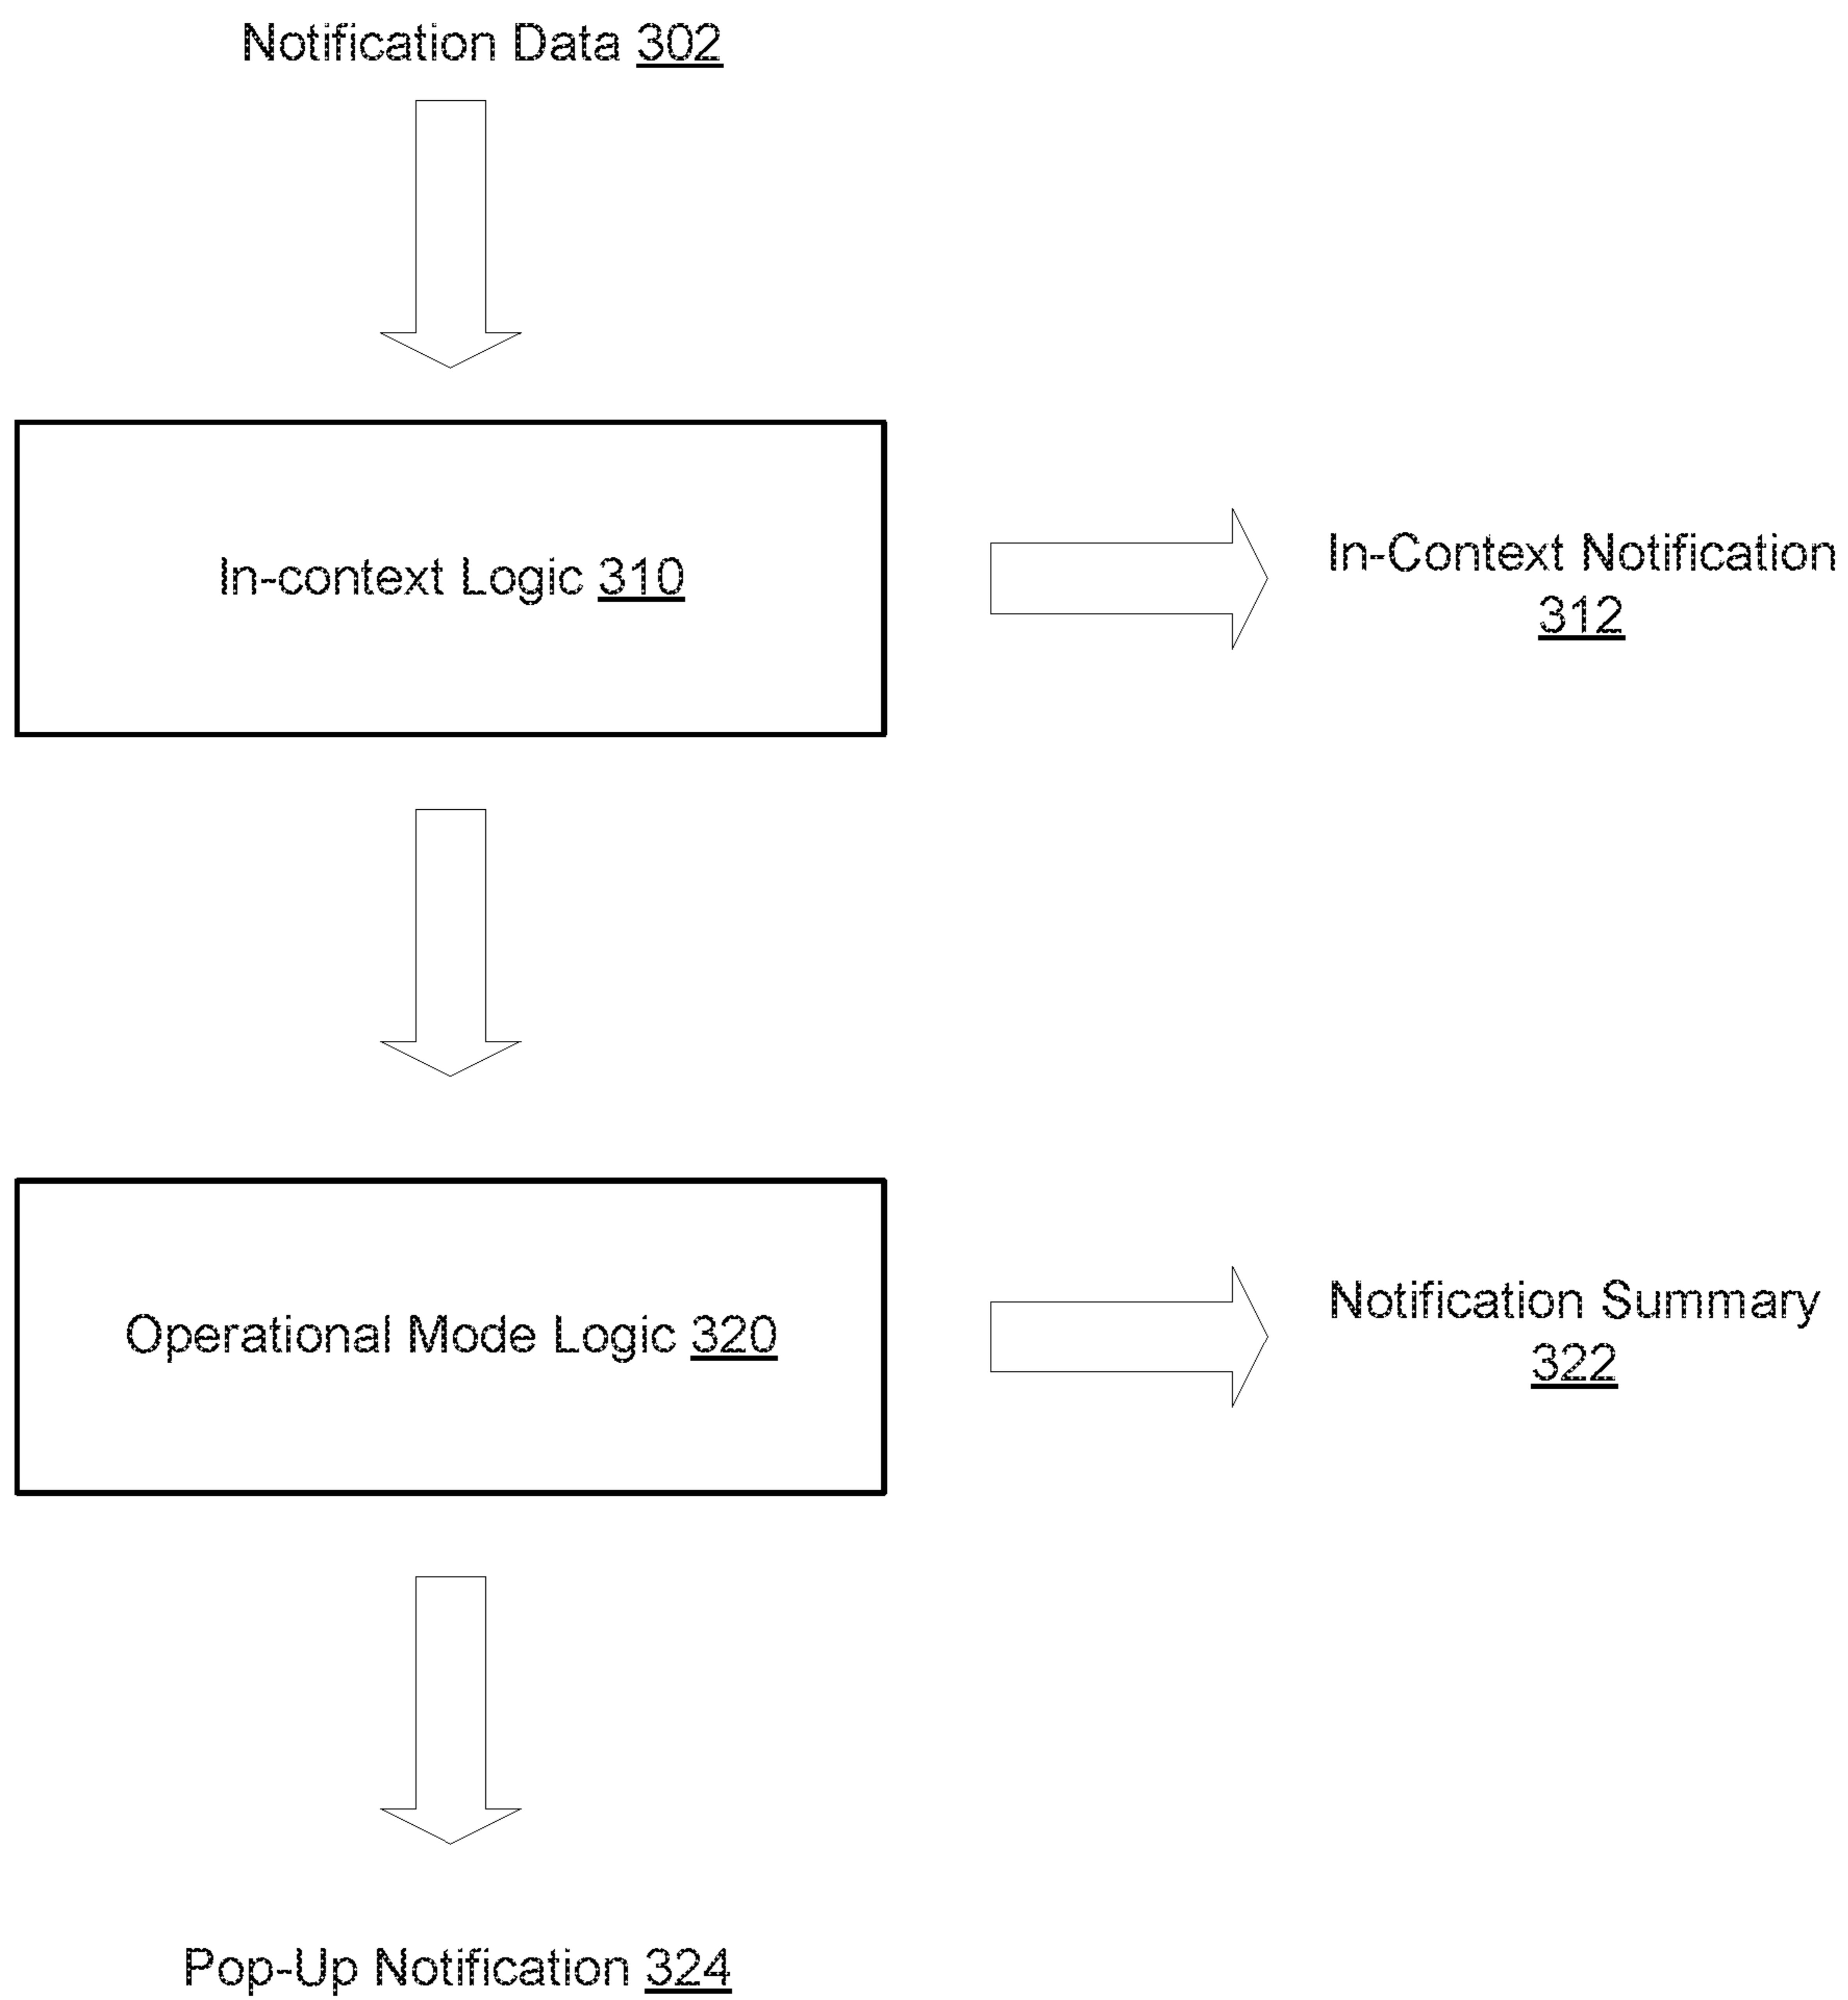 Notification Data 302
In-context Logic 310
In-Context Notification
312
Operational Mode Logic 320
Notification Summary
322
Pop-Up Notification 324